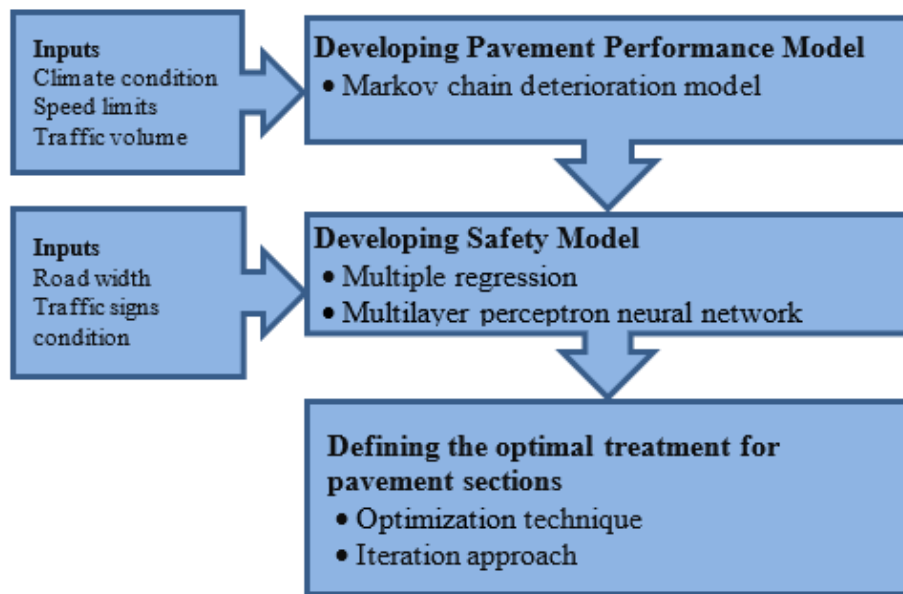 Inputs
Climate condition
Speed limits
Traffic volume
Developing Pavement Performance Model
• Markov chain deterioration model
Inputs
Road width
Traffic signs
condition
Developing Safety Model
• Multiple regression
• Multilayer perceptron neural network
Defining the optimal treatment for
pavement sections
• Optimization technique
• Iteration approach